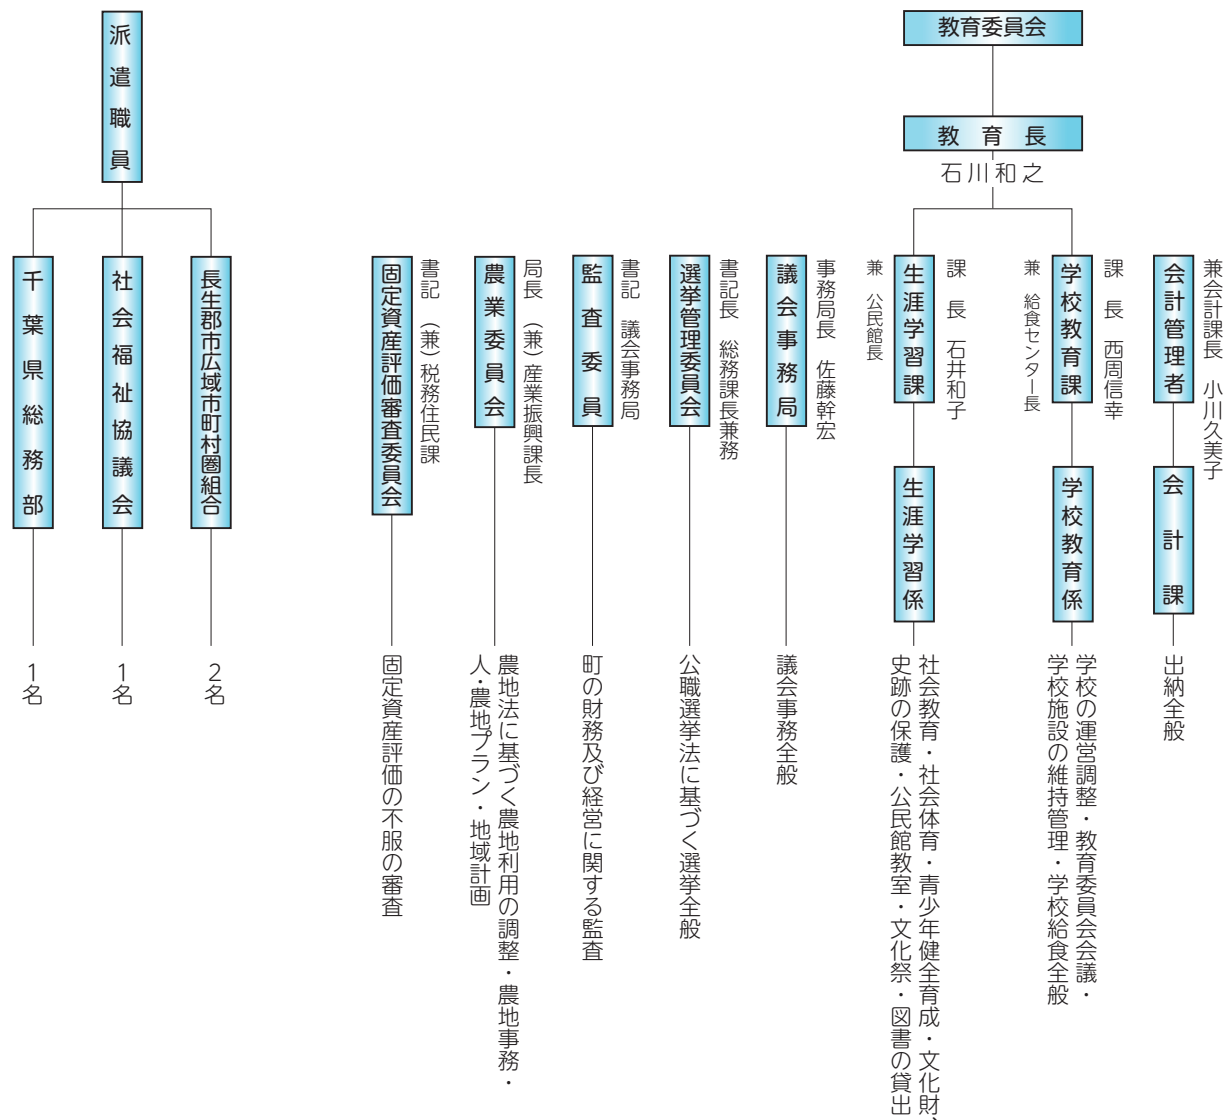 教育委員会
教育長
石川和之
会計管理者
兼会計課長　小川久美子
会計課
出納全般
学校教育課
課長　西周信幸
兼　給食センター長
学校教育係
学校の運営調整・教育委員会会議・
学校施設の維持管理・学校給食全般
生涯学習課
課長　石井和子
兼　公民館長
生涯学習係
社会教育・社会体育・青少年健全育成・文化財、
史跡の保護・公民館教室・文化祭・図書の貸出
議会事務局
事務局長　佐藤幹宏
議会事務全般
選挙管理委員会
書記長　総務課長兼務
公職選挙法に基づく選挙全般
監査委員
書記　議会事務局
町の財務及び経営に関する監査
農業委員会
局長　（兼）産業振興課長
農地法に基づく農地利用の調整・農地事務・
人・農地プラン・地域計画
固定資産評価審査委員会
書記　（兼）税務住民課
固定資産評価の不服の審査
派遣職員
長生郡市広域市町村圏組合
2名
社会福祉協議会
1名
千葉県総務部
1名